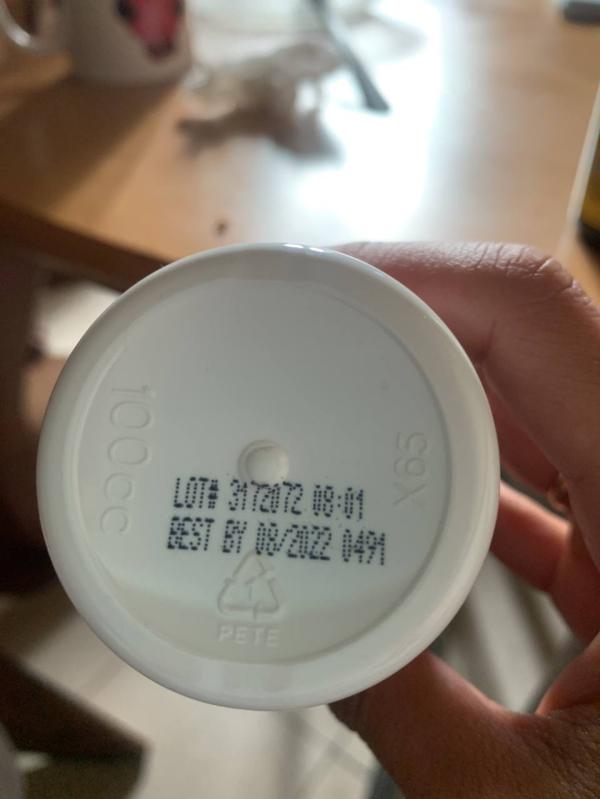 100cc
X65
LOT# 3172072 08:01
BEST BY 08/2022 0491
1
PETE